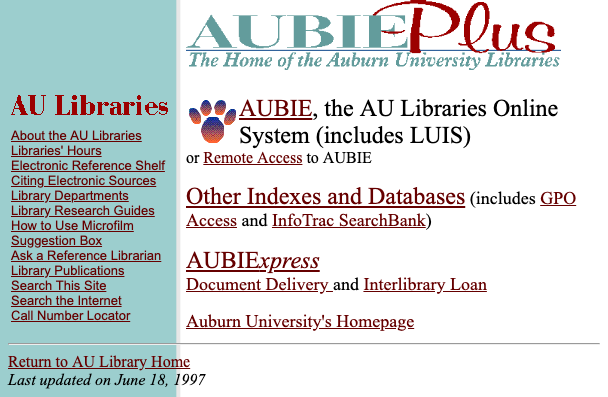 AUBIEPlus
The Home of the Auburn University Libraries
AU Libraries
About the AU Libraries
Libraries' Hours
Electronic Reference Shelf
Citing Electronic Sources
Library Departments
Library Research Guides
How to Use Microfilm
Suggestion Box
Ask a Reference Librarian
Library Publications
Search This Site
Search the Internet
Call Number Locator
AUBIE, the AU Libraries Online
System (includes LUIS)
or Remote Access to AUBIE
Other Indexes and Databases (includes GPO
Access and InfoTrac SearchBank)
AUBIExpress
Document Delivery and Interlibrary Loan
Auburn University's Homepage
Return to AU Library Home
Last updated on June 18, 1997